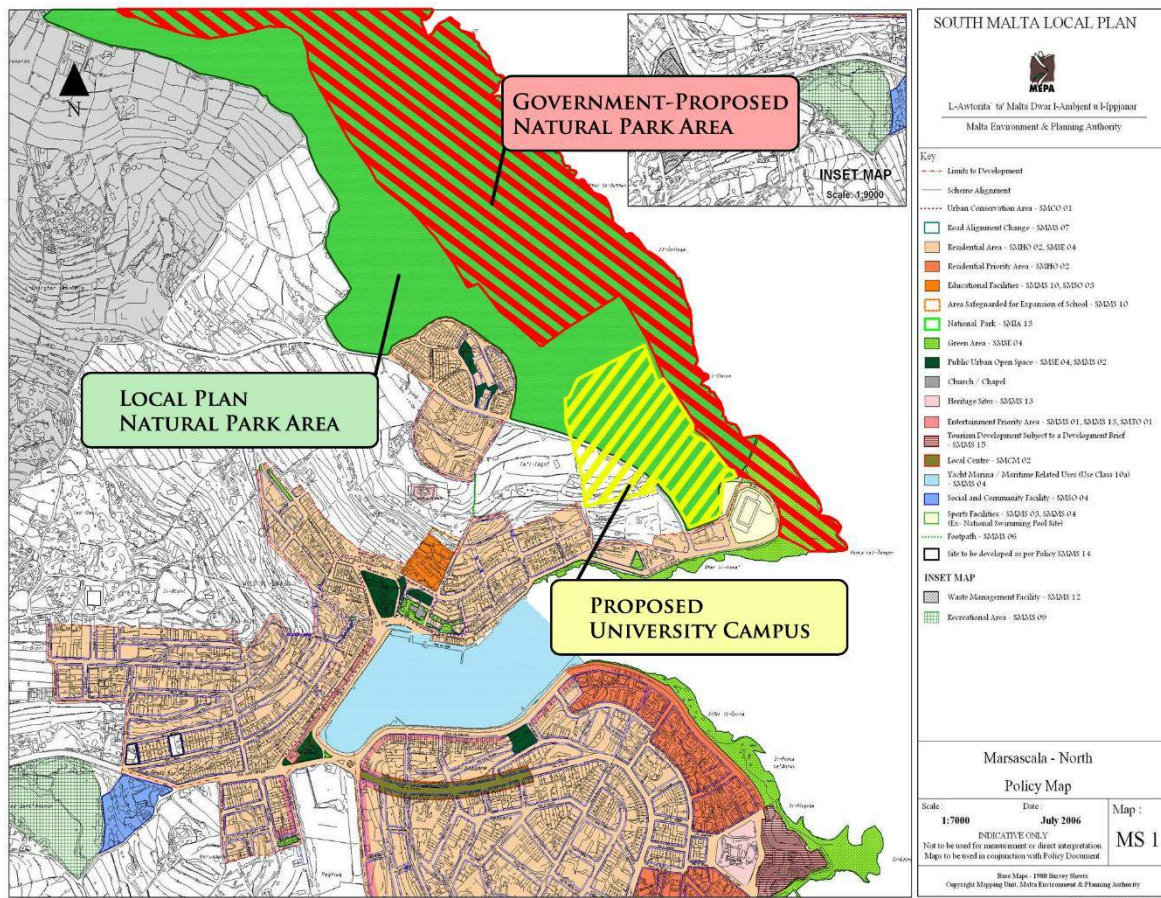 GOVERNMENT-PROPOSED
NATURAL PARK AREA
LOCAL PLAN
NATURAL PARK AREA
PROPOSED
UNIVERSITY CAMPUS
N
INSET MAP
Scale: 1:9000
SOUTH MALTA LOCAL PLAN
MEPA
L-Awtorita` ta' Malta Dwar l-Ambjent u l-Ippjanar
Malta Environment & Planning Authority
Key
Limits to Development
Scheme Alignment
Urban Conservation Area - SMCO 01
Road Alignment Change - SMMS 07
Residential Area - SMHO 02, SMSE 04
Residential Priority Area - SMHO 02
Educational Facilities - SMMS 10, SMSO 03
Area Safeguarded for Expansion of School - SMMS 10
National Park - SMIA 13
Green Area - SMSE 04
Public Urban Open Space - SMSE 04, SMMS 02
Church / Chapel
Heritage Sites - SMMS 13
Entertainment Priority Area - SMMS 01, SMMS 15, SMTO 01
Tourism Development Subject to a Development Brief
- SMMS 15
Local Centre - SMCM 02
Yacht Marina / Maritime Related Uses (Use Class 10a)
- SMMS 04
Social and Community Facility - SMSO 04
Sports Facilities - SMMS 03, SMMS 04
(Ex- National Swimming Pool Site)
Footpath - SMMS 06
Site to be developed as per Policy SMMS 14
INSET MAP
Waste Management Facility - SMMS 12
Recreational Area - SMMS 09
Marsascala - North
Policy Map
Scale :
1:7000
Date :
July 2006
Map :
MS 1
INDICATIVE ONLY
Not to be used for measurement or direct interpretation
Maps to be used in conjunction with Policy Document
Base Maps - 1988 Survey Sheets
Copyright Mapping Unit, Malta Environment & Planning Authority